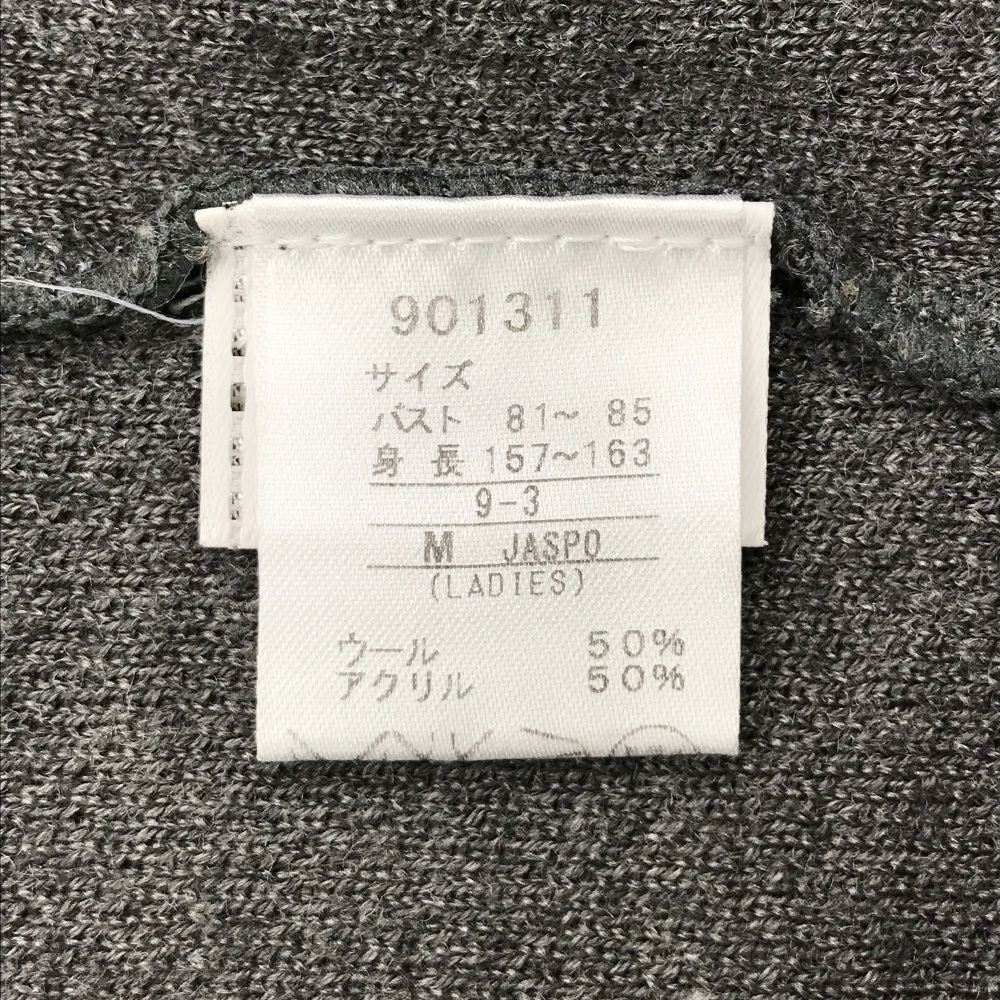 901311
サイズ
バスト 81〜 85
身 長 157〜163
9-3
M JASPO
(LADIES)
ウール 50%
アクリル 50%